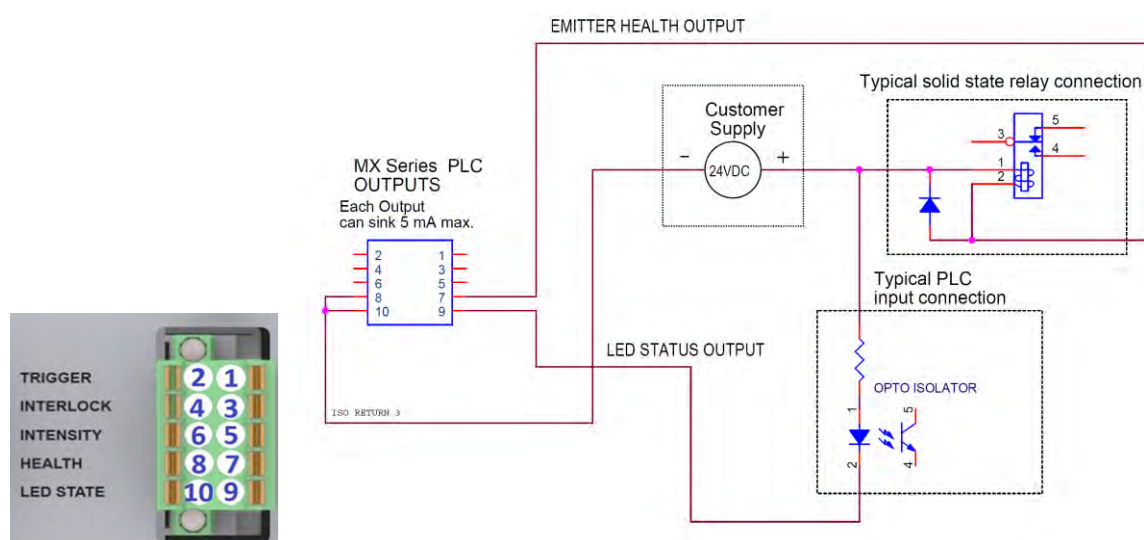 EMITTER HEALTH OUTPUT
Typical solid state relay connection
Customer
Supply
-
24VDC
+
3
5
4
1
2
MX Series PLC
OUTPUTS
Each Output
can sink 5 mA max.
2 1
4 3
6 5
8 7
10 9
Typical PLC
input connection
LED STATUS OUTPUT
OPTO ISOLATOR
1
5
2
4
ISO RETURN 3
TRIGGER 2 1
INTERLOCK 4 3
INTENSITY 6 5
HEALTH 8 7
LED STATE 10 9